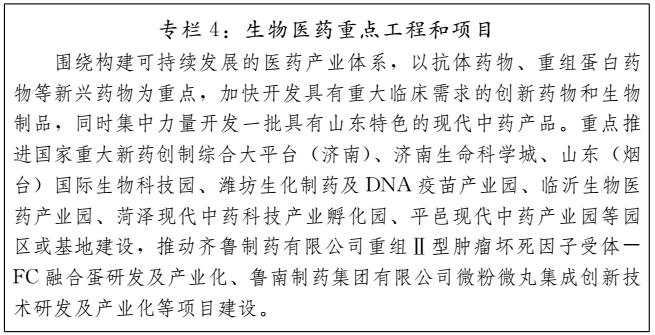 专栏 4：生物医药重点工程和项目
围绕构建可持续发展的医药产业体系，以抗体药物、重组蛋白药
物等新兴药物为重点，加快开发具有重大临床需求的创新药物和生物
制品，同时集中力量开发一批具有山东特色的现代中药产品。重点推
进国家重大新药创制综合大平台（济南）、济南生命科学城、山东（烟
台）国际生物科技园、潍坊生化制药及 DNA 疫苗产业园、临沂生物医
药产业园、菏泽现代中药科技产业孵化园、平邑现代中药产业园等园
区或基地建设，推动齐鲁制药有限公司重组Ⅱ型肿瘤坏死因子受体－
FC 融合蛋研发及产业化、鲁南制药集团有限公司微粉微丸集成创新技
术研发及产业化等项目建设。